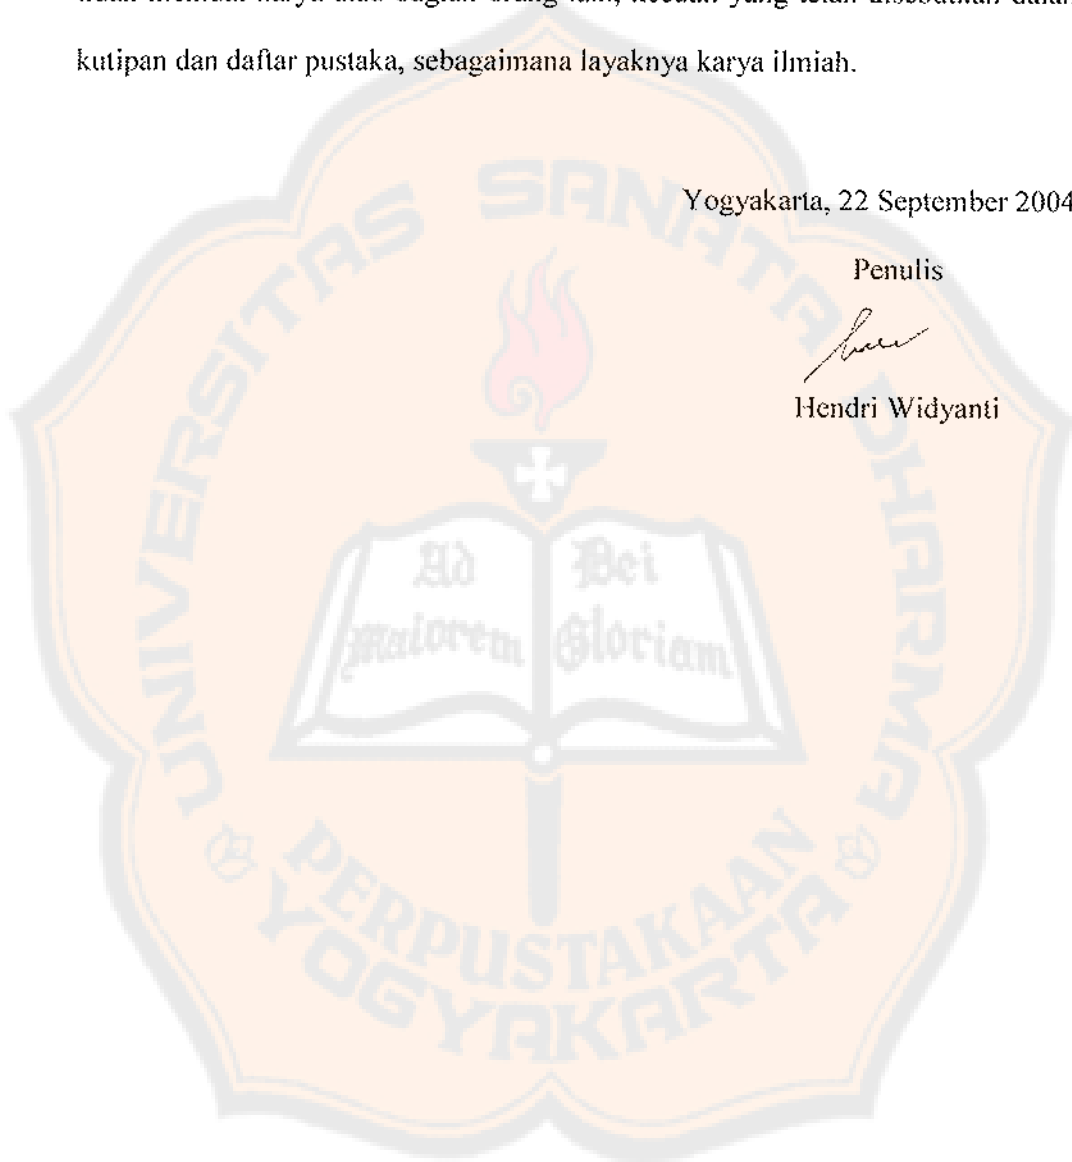 kutipan dan daftar pustaka, sebagaimana layaknya karya ilmiah.
Yogyakarta, 22 September 2004
Penulis
Hendri Widyanti
UNIVERSITAS SANATA DHARMA
Ad Maiorem
Dei Gloriam
PERPUSTAKAAN
YOGYAKARTA